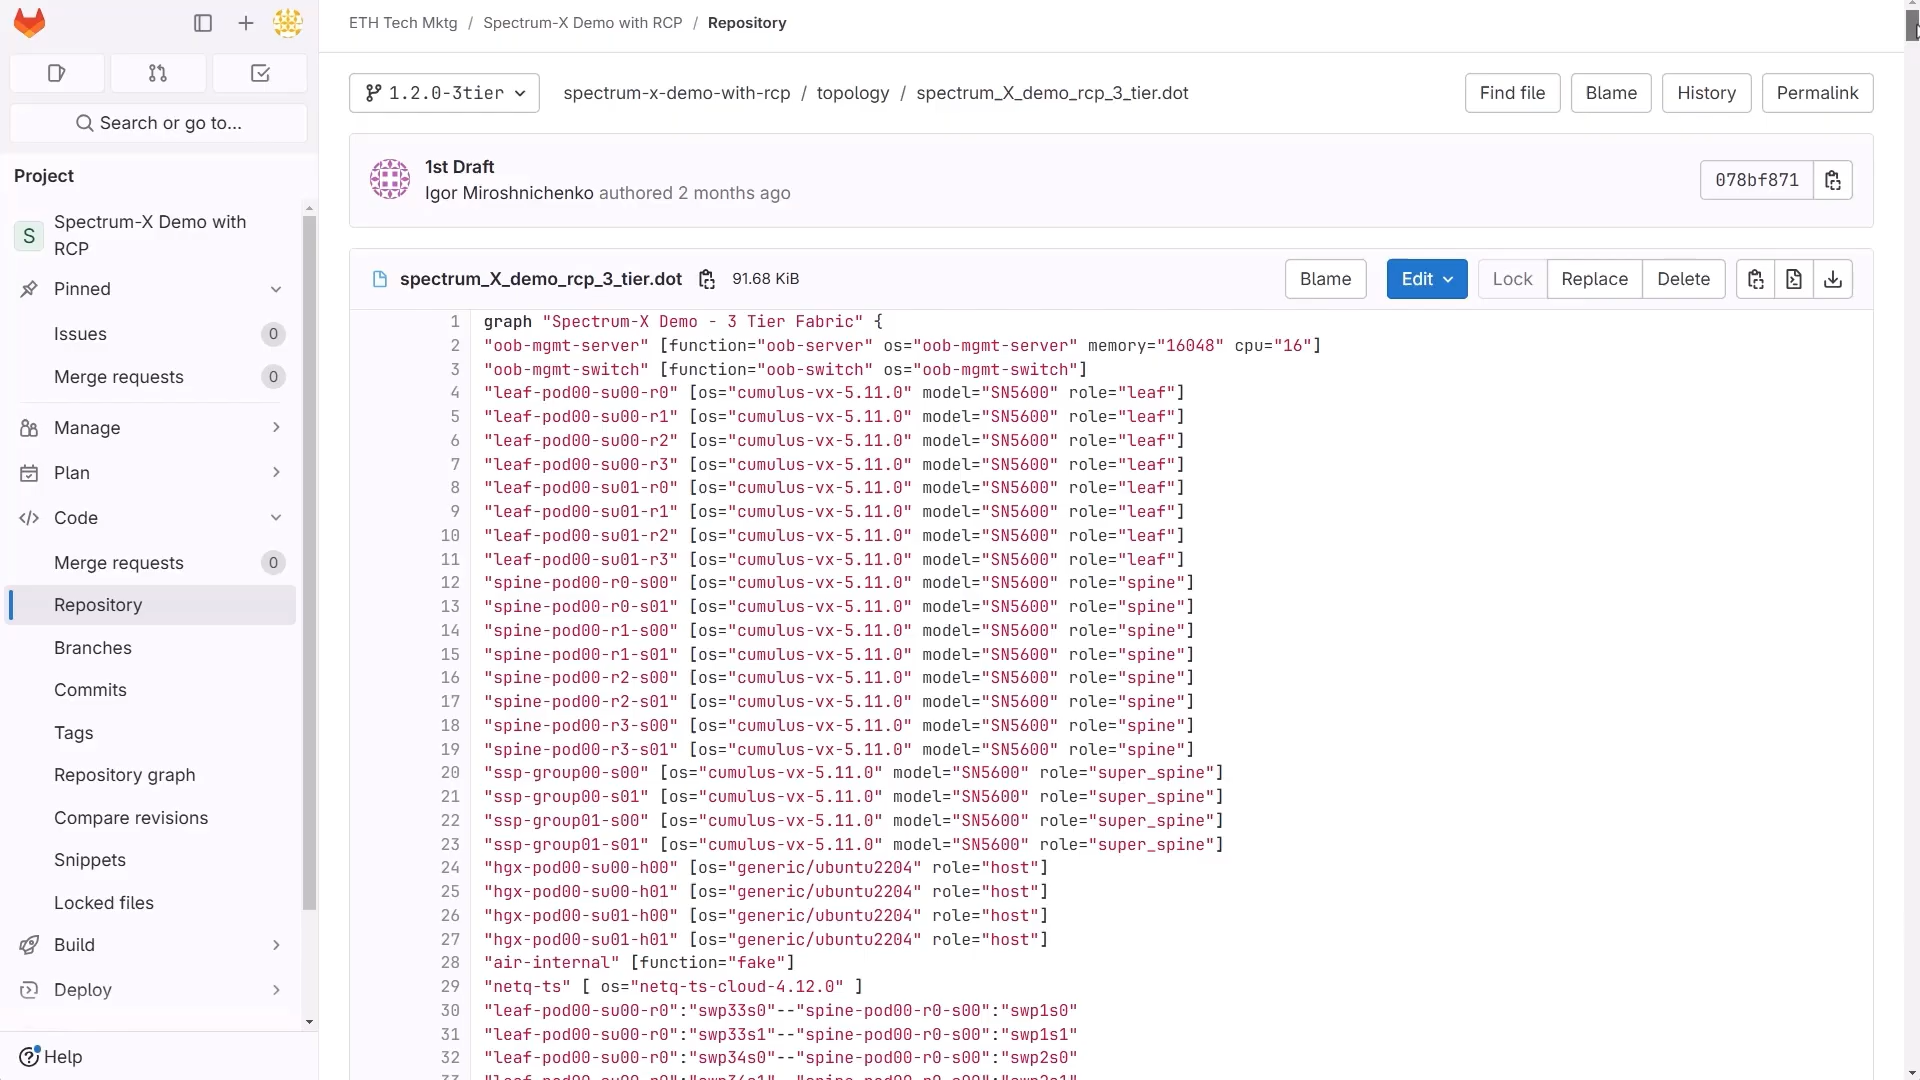 ETH Tech Mktg / Spectrum-X Demo with RCP / Repository
1.2.0-3tier
spectrum-x-demo-with-rcp / topology / spectrum_X_demo_rcp_3_tier.dot
Find file
Blame
History
Permalink
Search or go to...
1st Draft
Igor Miroshnichenko authored 2 months ago
078bf871
Project
S
Spectrum-X Demo with
RCP
Pinned
Issues 0
Merge requests 0
Manage
Plan
Code
Merge requests 0
Repository
Branches
Commits
Tags
Repository graph
Compare revisions
Snippets
Locked files
Build
Deploy
Help
spectrum_X_demo_rcp_3_tier.dot 91.68 KiB
Blame
Edit
Lock
Replace
Delete
1 graph "Spectrum-X Demo - 3 Tier Fabric" {
2 "oob-mgmt-server" [function="oob-server" os="oob-mgmt-server" memory="16048" cpu="16"]
3 "oob-mgmt-switch" [function="oob-switch" os="oob-mgmt-switch"]
4 "leaf-pod00-su00-r0" [os="cumulus-vx-5.11.0" model="SN5600" role="leaf"]
5 "leaf-pod00-su00-r1" [os="cumulus-vx-5.11.0" model="SN5600" role="leaf"]
6 "leaf-pod00-su00-r2" [os="cumulus-vx-5.11.0" model="SN5600" role="leaf"]
7 "leaf-pod00-su00-r3" [os="cumulus-vx-5.11.0" model="SN5600" role="leaf"]
8 "leaf-pod00-su01-r0" [os="cumulus-vx-5.11.0" model="SN5600" role="leaf"]
9 "leaf-pod00-su01-r1" [os="cumulus-vx-5.11.0" model="SN5600" role="leaf"]
10 "leaf-pod00-su01-r2" [os="cumulus-vx-5.11.0" model="SN5600" role="leaf"]
11 "leaf-pod00-su01-r3" [os="cumulus-vx-5.11.0" model="SN5600" role="leaf"]
12 "spine-pod00-r0-s00" [os="cumulus-vx-5.11.0" model="SN5600" role="spine"]
13 "spine-pod00-r0-s01" [os="cumulus-vx-5.11.0" model="SN5600" role="spine"]
14 "spine-pod00-r1-s00" [os="cumulus-vx-5.11.0" model="SN5600" role="spine"]
15 "spine-pod00-r1-s01" [os="cumulus-vx-5.11.0" model="SN5600" role="spine"]
16 "spine-pod00-r2-s00" [os="cumulus-vx-5.11.0" model="SN5600" role="spine"]
17 "spine-pod00-r2-s01" [os="cumulus-vx-5.11.0" model="SN5600" role="spine"]
18 "spine-pod00-r3-s00" [os="cumulus-vx-5.11.0" model="SN5600" role="spine"]
19 "spine-pod00-r3-s01" [os="cumulus-vx-5.11.0" model="SN5600" role="spine"]
20 "ssp-group00-s00" [os="cumulus-vx-5.11.0" model="SN5600" role="super_spine"]
21 "ssp-group00-s01" [os="cumulus-vx-5.11.0" model="SN5600" role="super_spine"]
22 "ssp-group01-s00" [os="cumulus-vx-5.11.0" model="SN5600" role="super_spine"]
23 "ssp-group01-s01" [os="cumulus-vx-5.11.0" model="SN5600" role="super_spine"]
24 "hgx-pod00-su00-h00" [os="generic/ubuntu2204" role="host"]
25 "hgx-pod00-su00-h01" [os="generic/ubuntu2204" role="host"]
26 "hgx-pod00-su01-h00" [os="generic/ubuntu2204" role="host"]
27 "hgx-pod00-su01-h01" [os="generic/ubuntu2204" role="host"]
28 "air-internal" [function="fake"]
29 "netq-ts" [ os="netq-ts-cloud-4.12.0" ]
30 "leaf-pod00-su00-r0":"swp33s0"--"spine-pod00-r0-s00":"swp1s0"
31 "leaf-pod00-su00-r0":"swp33s1"--"spine-pod00-r0-s00":"swp1s1"
32 "leaf-pod00-su00-r0":"swp34s0"--"spine-pod00-r0-s00":"swp2s0"